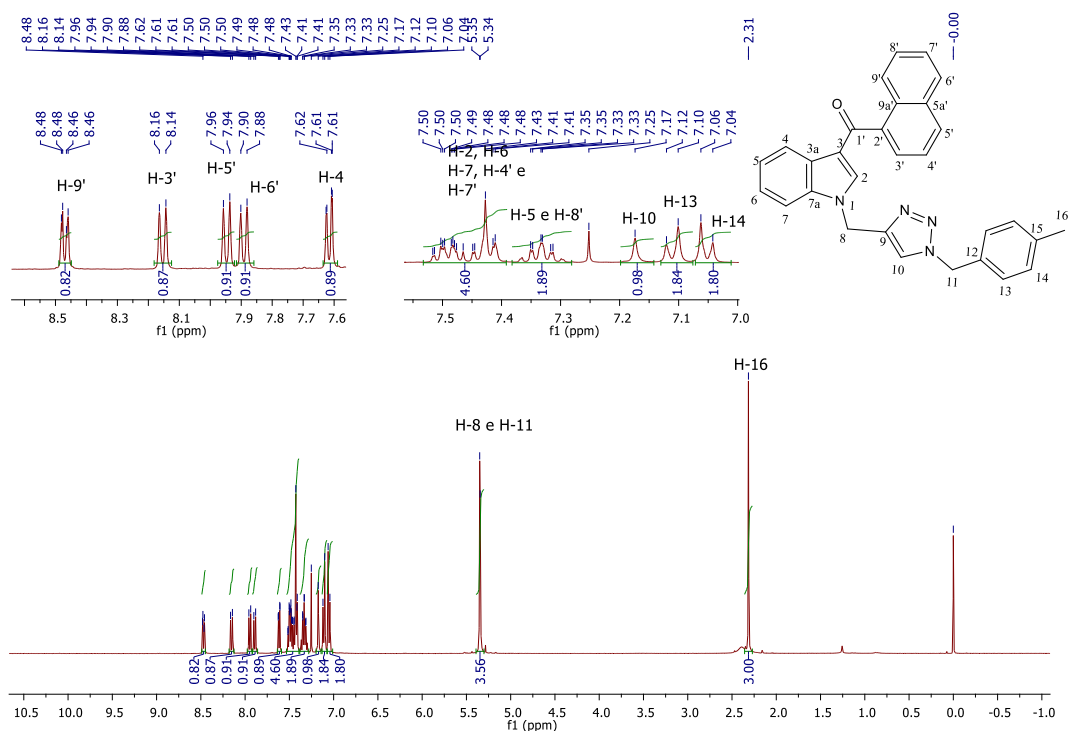 8.48 8.16 8.14 7.96 7.94 7.90 7.88 7.62 7.61 7.61 7.50 7.50 7.50 7.49 7.48 7.48 7.43 7.41 7.41 7.35 7.33 7.33 7.25 7.17 7.12 7.10 7.06 7.04 5.35 5.34
2.31
-0.00
8.48 8.48 8.46 8.46
8.16 8.14
7.96 7.94 7.90 7.88
7.62 7.61 7.61
7.50 7.50 7.50 7.49 7.48 7.48 7.48 7.43 7.41 7.41 7.35 7.35 7.33 7.33 7.25 7.17 7.12 7.10 7.06 7.04
H-9'
H-3'
H-5'
H-6'
H-4
H-2, H-6
H-7, H-4' e
H-7'
H-5 e H-8'
H-10
H-13
H-14
0.82 0.87 0.91 0.91 0.89
4.60 1.89 0.98 1.84 1.80
8.5 8.3 8.1 7.9 7.8 7.7 7.6
f1 (ppm)
7.5 7.4 7.3 7.2 7.1 7.0
f1 (ppm)
8' 7'
9' 6'
9a' 5a'
O
1' 2' 5'
3' 4'
4 3a 3
5 2
6 7 7a N 1
8 9 N N N
10 11
12 13 14 15 16
H-8 e H-11
H-16
0.82 0.87 0.91 0.91 0.89 4.60 1.89 0.98 1.84 1.80
3.56
3.00
10.5 10.0 9.5 9.0 8.5 8.0 7.5 7.0 6.5 6.0 5.5 5.0 4.5 4.0 3.5 3.0 2.5 2.0 1.5 1.0 0.5 0.0 -0.5 -1.0
f1 (ppm)